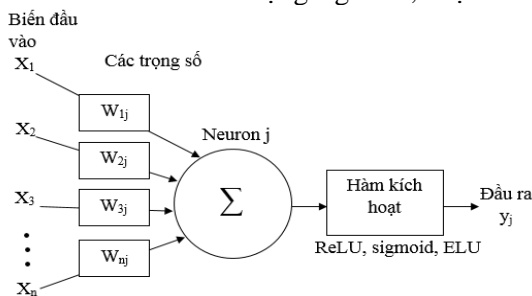 Biến đầu
vào
X1
Các trọng số
W1j
X2
Neuron j
W2j
X3
W3j
Σ
Hàm kích
hoạt
Đầu ra
yj
ReLU, sigmoid, ELU
Wnj
Xn